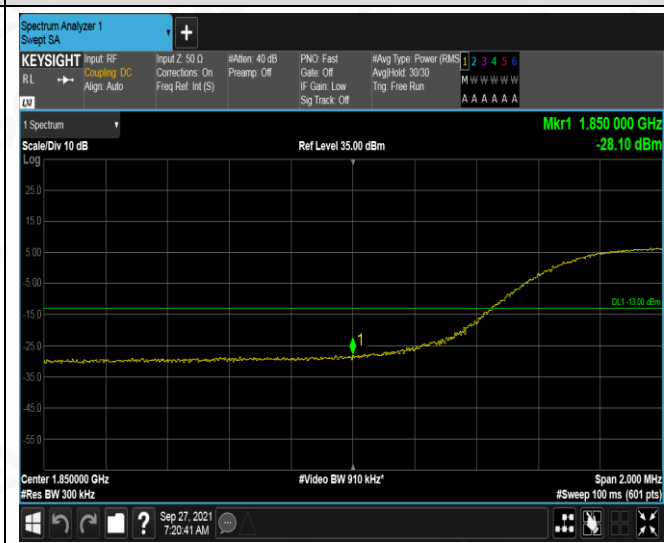 Spectrum Analyzer 1
Swept SA
+
KEYSIGHT Input: RF Input Z: 50 Ω #Atten: 40 dB PNO: Fast #Avg Type: Power (RMS 1 2 3 4 5 6
RL Coupling: DC Corrections: On Preamp: Off Gate: Off Avg|Hold: 30/30 M W W W W W
Align: Auto Freq Ref: Int (S) IF Gain: Low Trig: Free Run
Sig Track: Off A A A A A A
LXI
1 Spectrum
Mkr1 1.850 000 GHz
Scale/Div 10 dB Ref Level 35.00 dBm -28.10 dBm
Log
25.0
15.0
5.00
-5.00
DL1 -13.00 dBm
-15.0
1
-25.0
-35.0
-45.0
-55.0
Center 1.850000 GHz #Video BW 910 kHz* Span 2.000 MHz
#Res BW 300 kHz #Sweep 100 ms (601 pts)
? Sep 27, 2021
7:20:41 AM